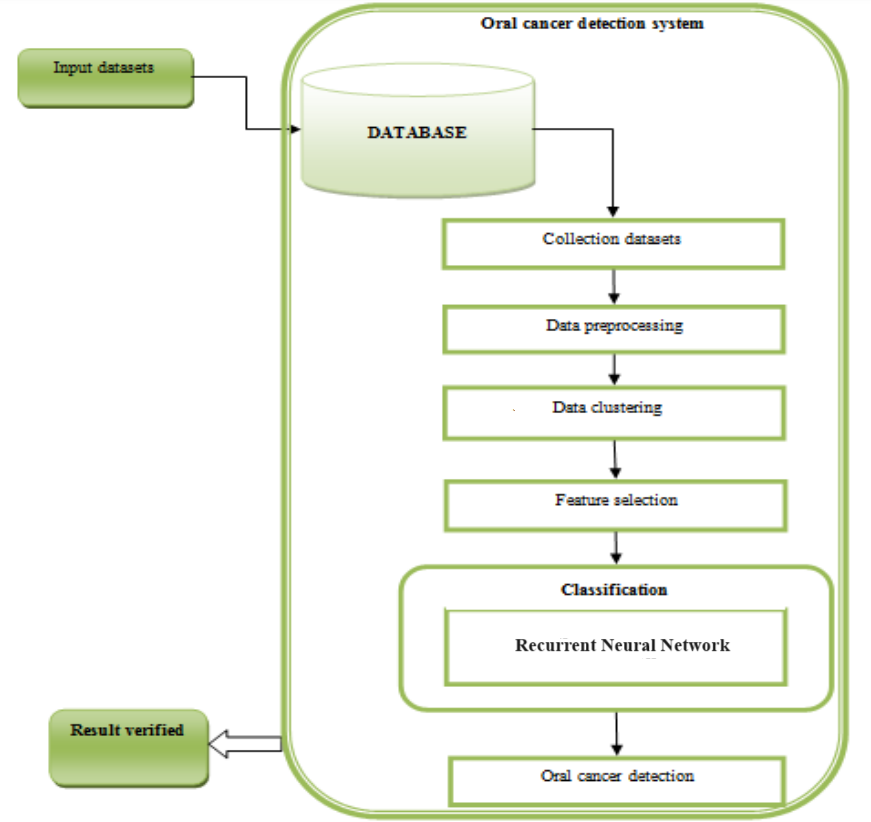 Oral cancer detection system
Input datasets
DATABASE
Collection datasets
Data preprocessing
Data clustering
Feature selection
Classification
Recurrent Neural Network
Result verified
Oral cancer detection